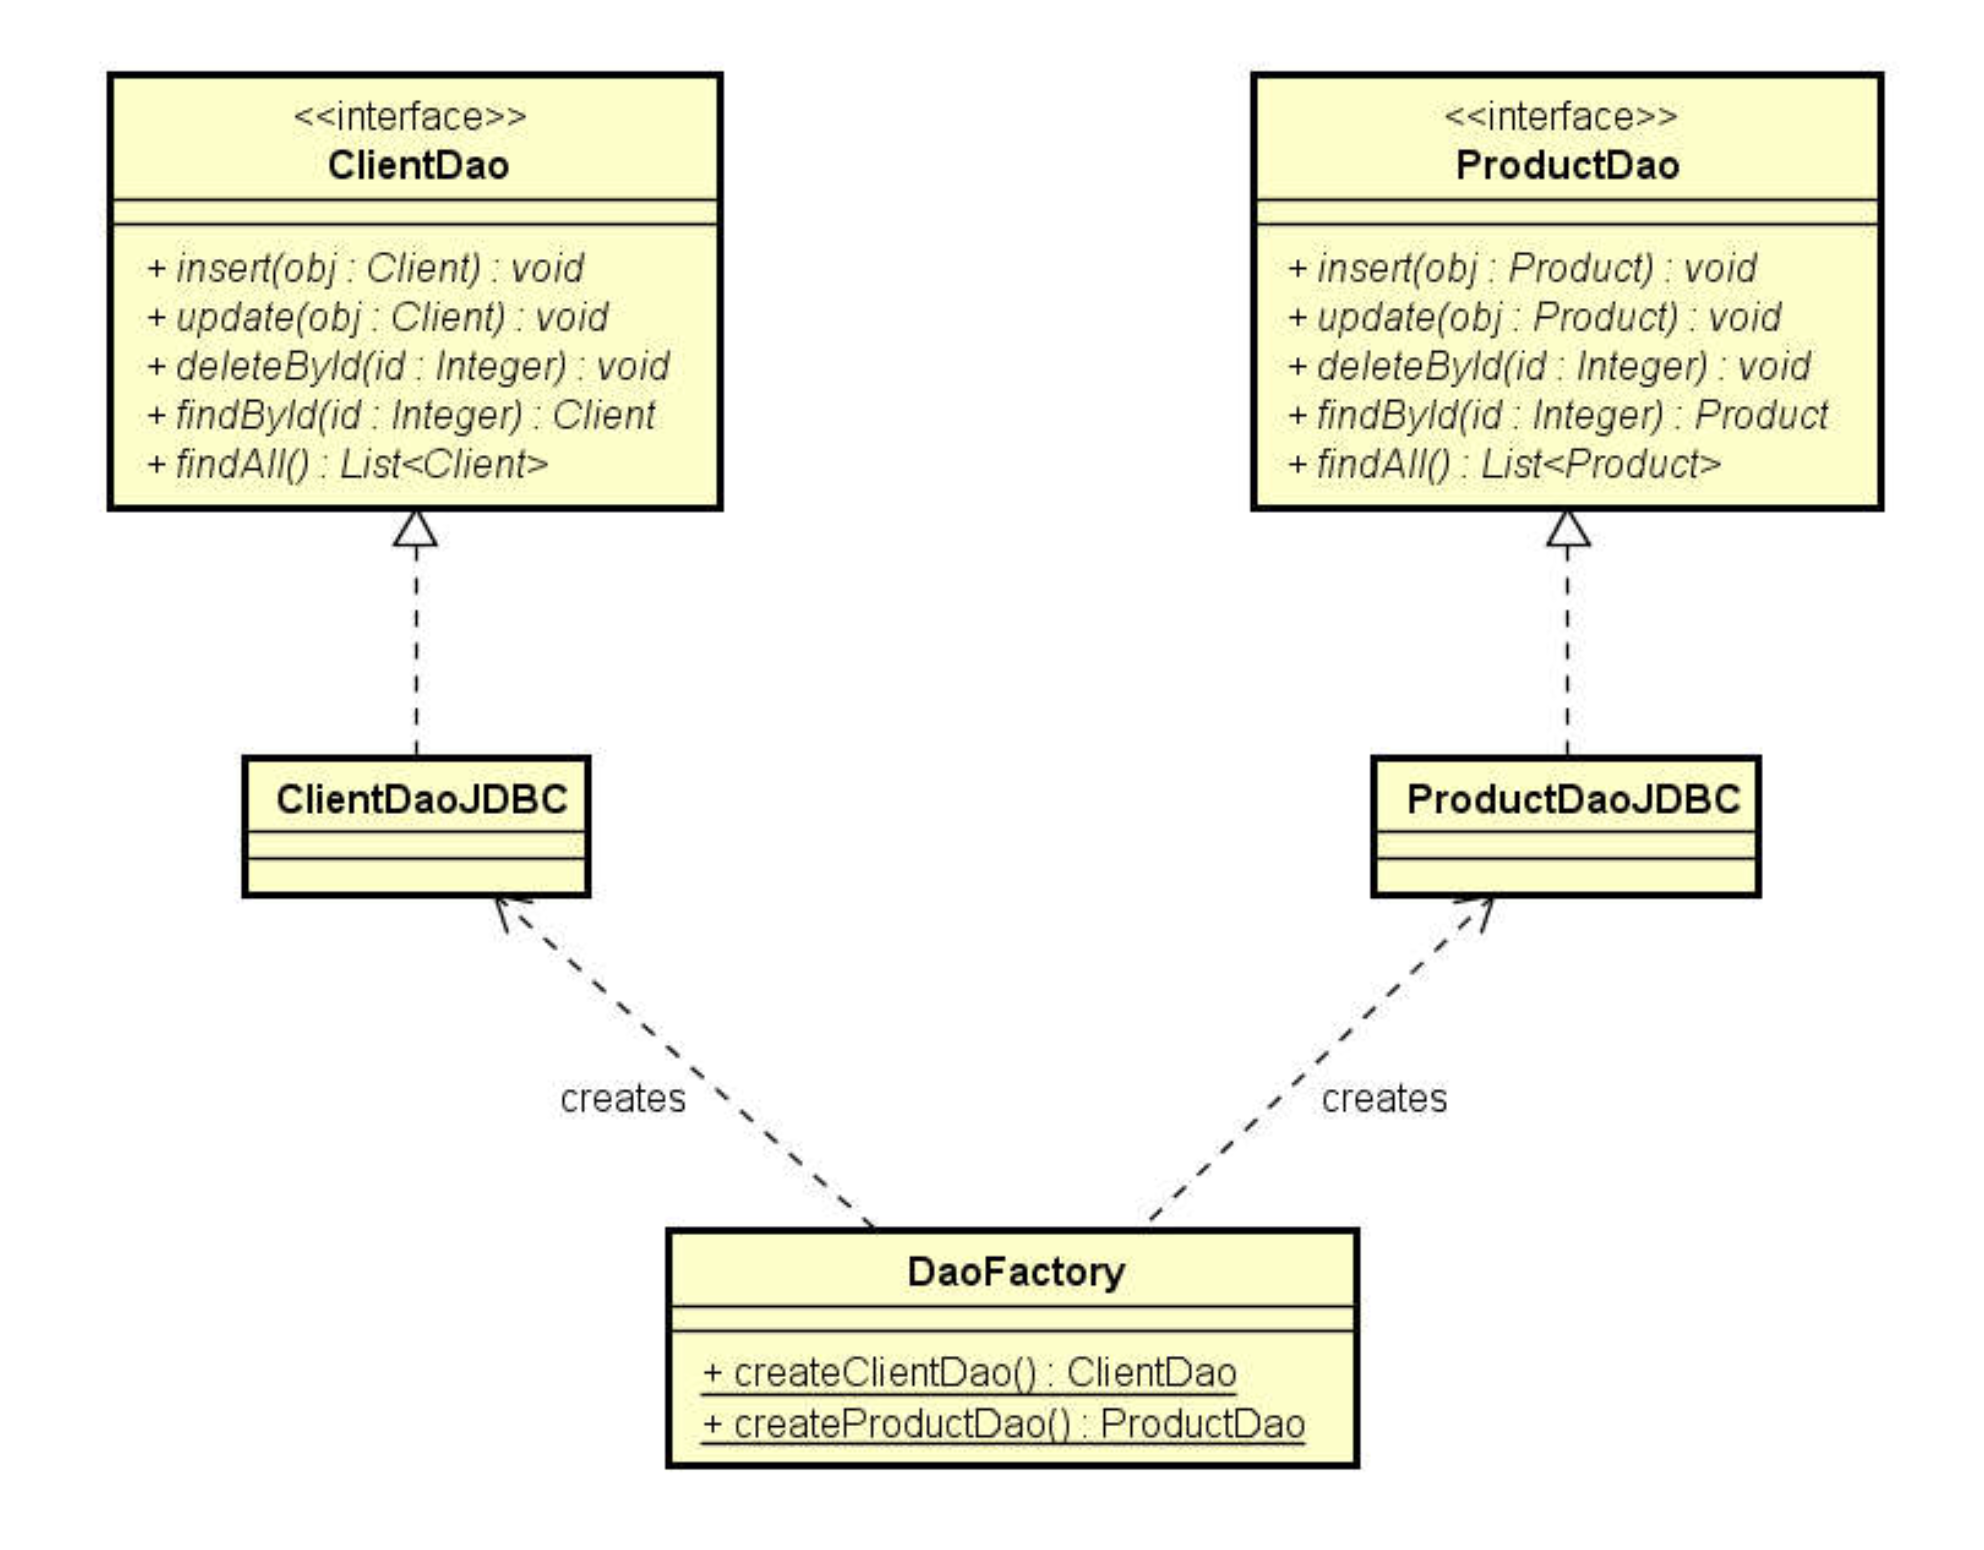 <<interface>>
ClientDao
+ insert(obj : Client) : void
+ update(obj : Client) : void
+ deleteById(id : Integer) : void
+ findById(id : Integer) : Client
+ findAll() : List<Client>
<<interface>>
ProductDao
+ insert(obj : Product) : void
+ update(obj : Product) : void
+ deleteById(id : Integer) : void
+ findById(id : Integer) : Product
+ findAll() : List<Product>
ClientDaoJDBC
ProductDaoJDBC
creates
creates
DaoFactory
+ createClientDao() : ClientDao
+ createProductDao() : ProductDao